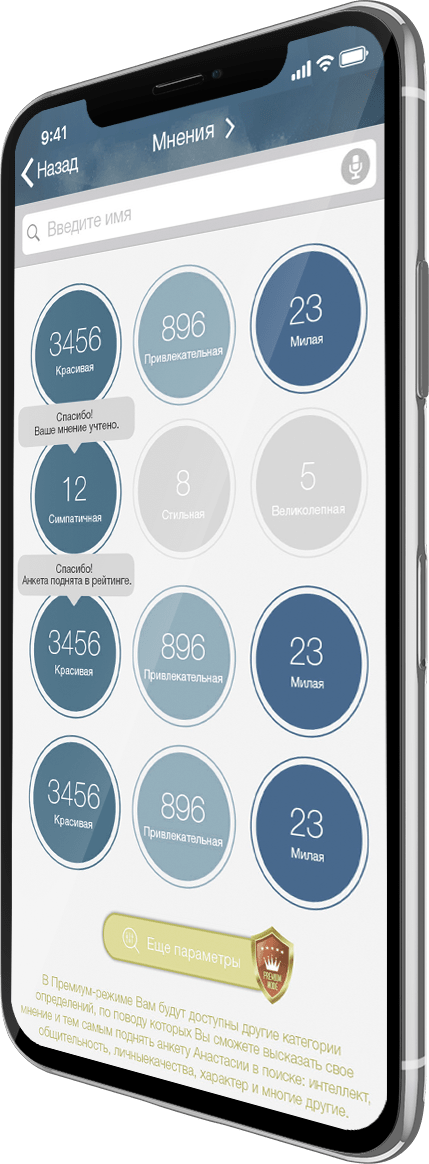 9:41
Назад
Мнения
Введите имя
3456
Красивая
896
Привлекательная
23
Милая
Спасибо!
Ваше мнение учтено.
12
Симпатичная
8
Стильная
5
Великолепная
Спасибо!
Анкета поднята в рейтинге.
3456
Красивая
896
Привлекательная
23
Милая
3456
Красивая
896
Привлекательная
23
Милая
Еще параметры
PREMIUM
MODE
В Премиум-режиме Вам будут доступны другие категории
определений, по поводу которых Вы сможете высказать свое
мнение и тем самым поднять анкету Анастасии в поиске: интеллект,
общительность, личныекачества, характер и многие другие.